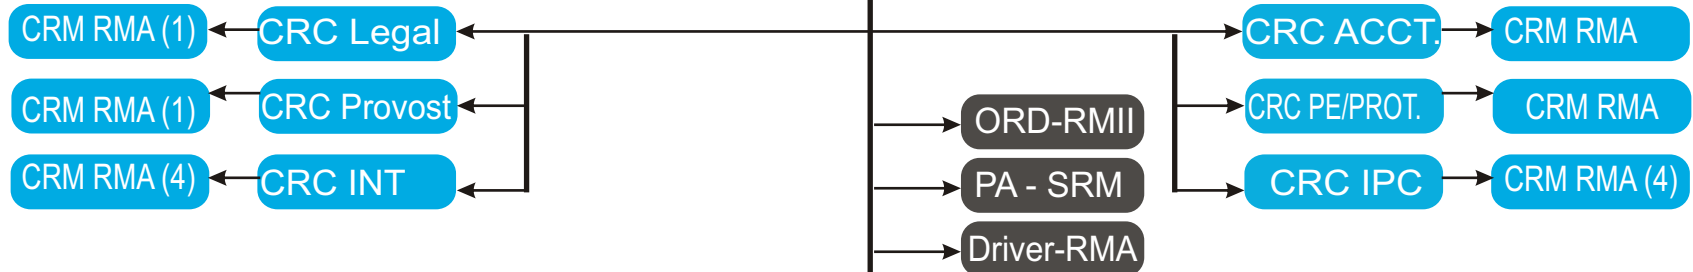 CRM RMA (1)
CRC Legal
CRC ACCT.
CRM RMA
CRM RMA (1)
CRC Provost
CRC PE/PROT.
CRM RMA
ORD-RMII
CRM RMA (4)
CRC INT
PA - SRM
CRC IPC
CRM RMA (4)
Driver-RMA